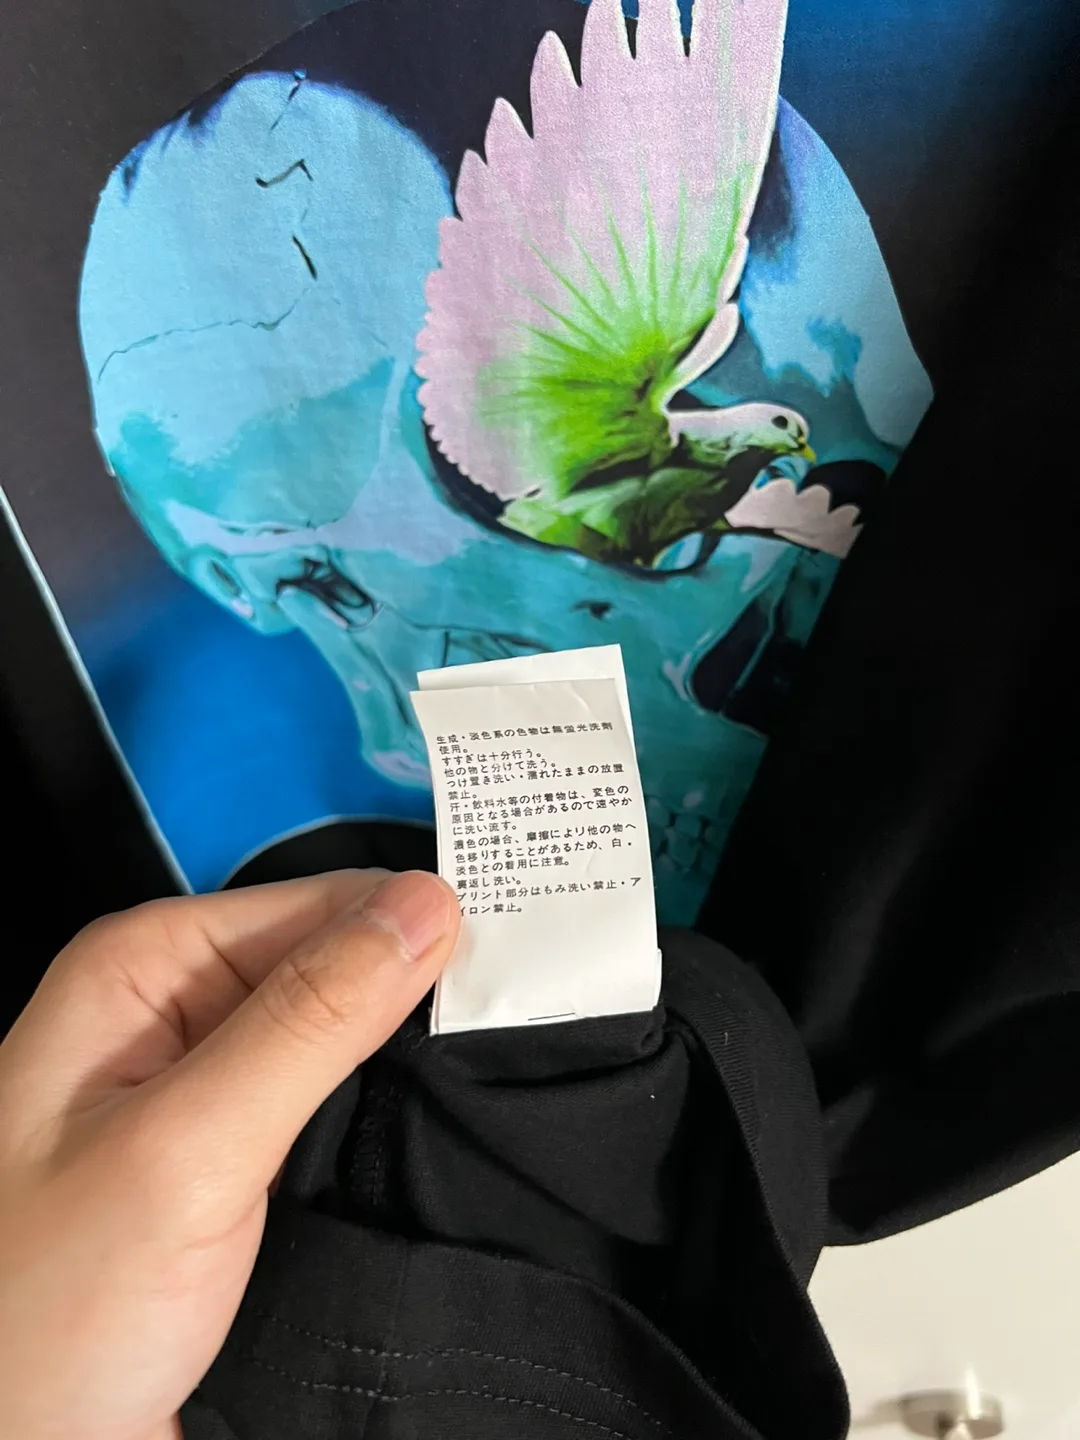 生成・淡色系の色物は無蛍光洗剤
使用。
すすぎは十分行う。
他の物と分けて洗う。
つけ置き洗い・濡れたままの放置
禁止。
汗・飲料水等の付着物は、変色の
原因となる場合があるので速やか
に洗い流す。
濃色の場合、摩擦により他の物へ
色移りすることがあるため、白・
淡色との着用に注意。
裏返し洗い。
プリント部分はもみ洗い禁止・ア
イロン禁止。